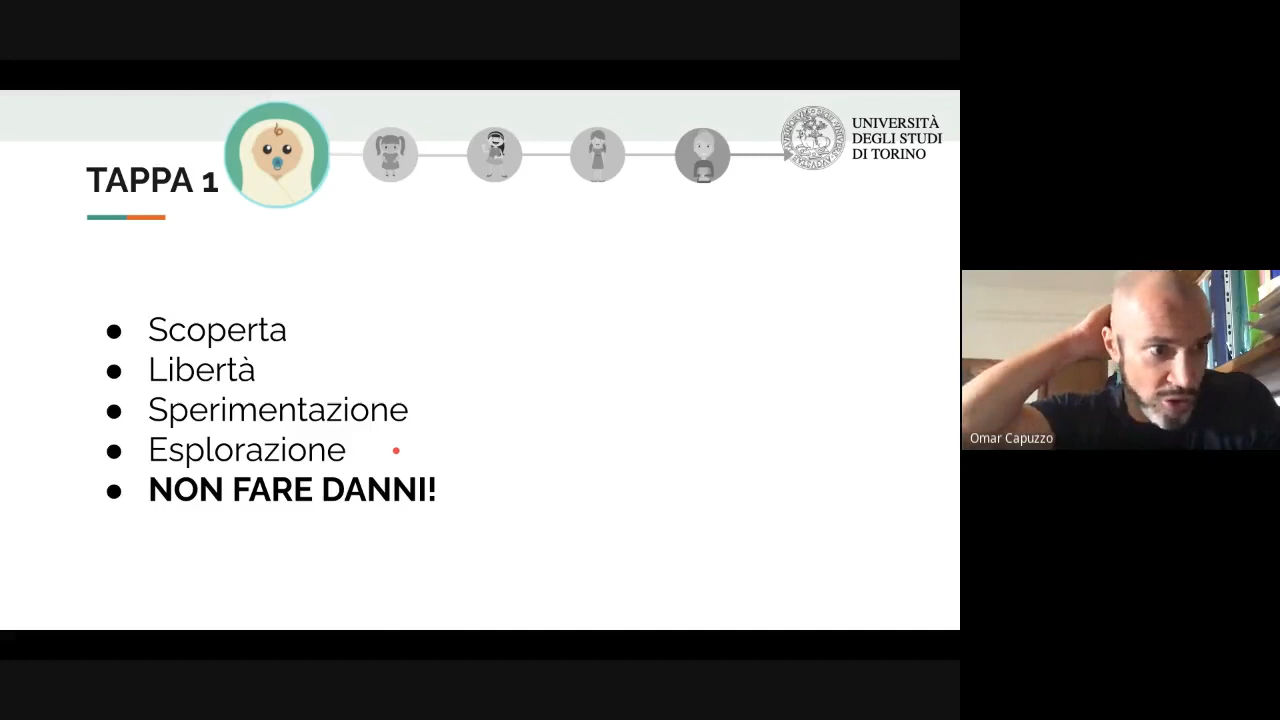 TAPPA 1
UNIVERSITÀ
DEGLI STUDI
DI TORINO
● Scoperta
● Libertà
● Sperimentazione
● Esplorazione
● NON FARE DANNI!
Omar Capuzzo